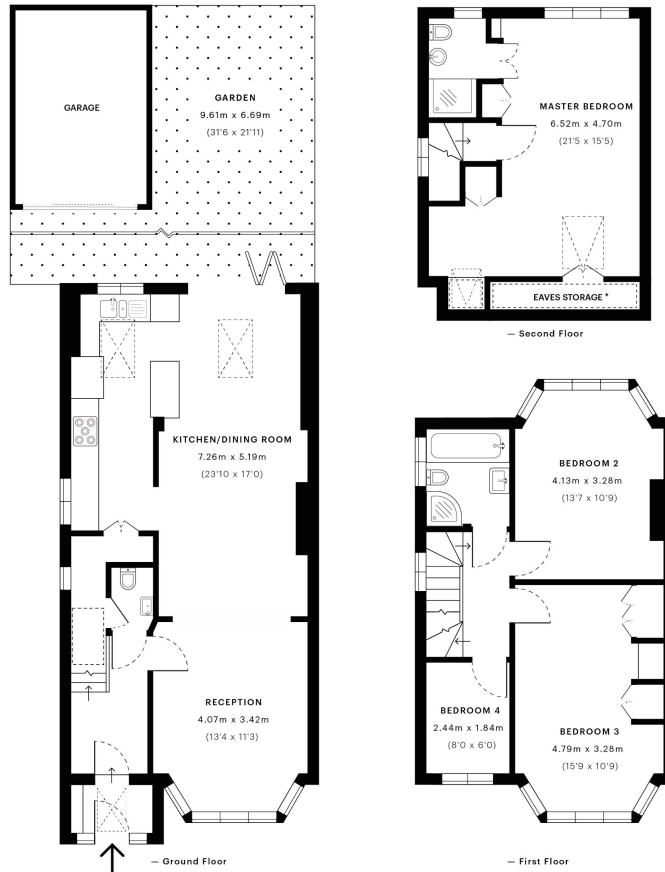 GARAGE
GARDEN
9.61m x 6.69m
(31'6 x 21'11)
KITCHEN/DINING ROOM
7.26m x 5.19m
(23'10 x 17'0)
RECEPTION
4.07m x 3.42m
(13'4 x 11'3)
— Ground Floor
MASTER BEDROOM
6.52m x 4.70m
(21'5 x 15'5)
EAVES STORAGE *
— Second Floor
BEDROOM 2
4.13m x 3.28m
(13'7 x 10'9)
BEDROOM 4
2.44m x 1.84m
(8'0 x 6'0)
BEDROOM 3
4.79m x 3.28m
(15'9 x 10'9)
— First Floor